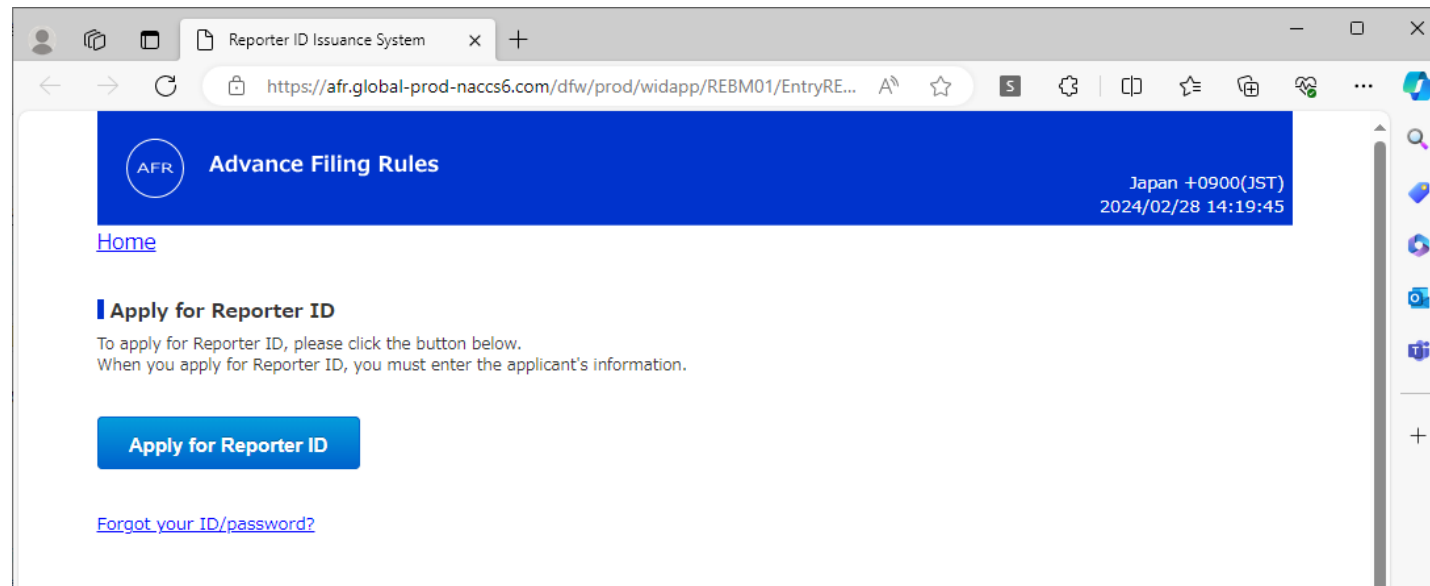 Reporter ID Issuance System
https://afr.global-prod-naccs6.com/dfw/prod/widapp/REBM01/EntryRE...
S
AFR
Advance Filing Rules
Japan +0900(JST)
2024/02/28 14:19:45
Home
Apply for Reporter ID
To apply for Reporter ID, please click the button below.
When you apply for Reporter ID, you must enter the applicant's information.
Apply for Reporter ID
Forgot your ID/password?